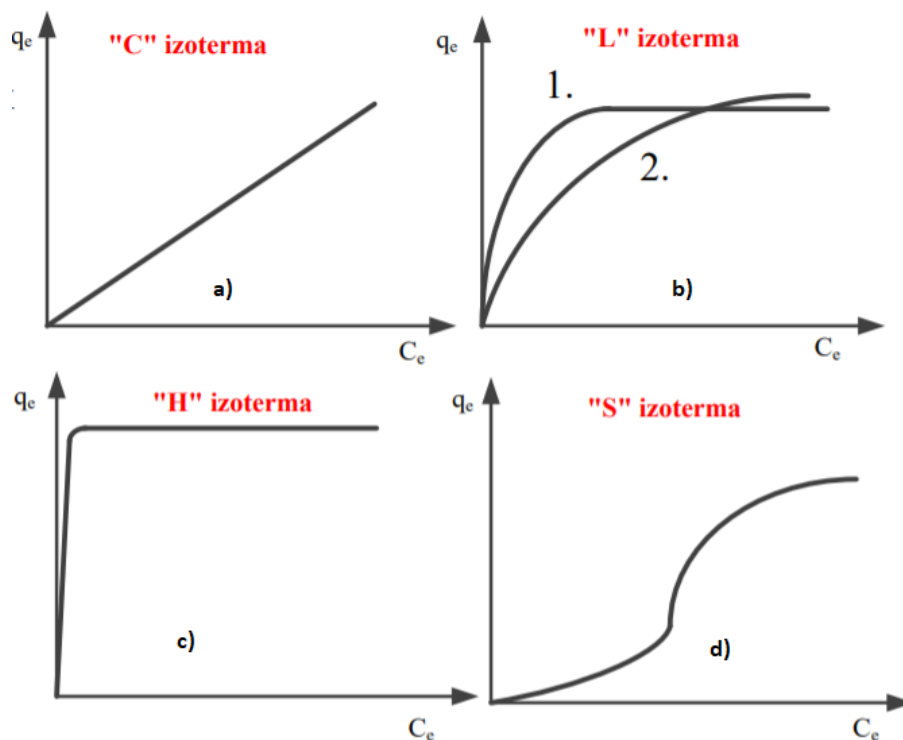 qe
"C" izoterma
a)
Ce
qe
"L" izoterma
1.
2.
b)
Ce
qe
"H" izoterma
c)
Ce
qe
"S" izoterma
d)
Ce